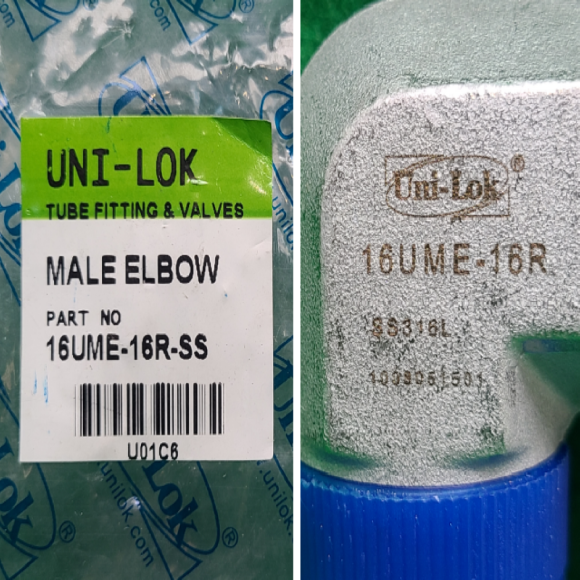 UNI-LOK
TUBE FITTING & VALVES
MALE ELBOW
PART NO
16UME-16R-SS
U01C6
Uni-Lok®
16UME-16R
SS316L